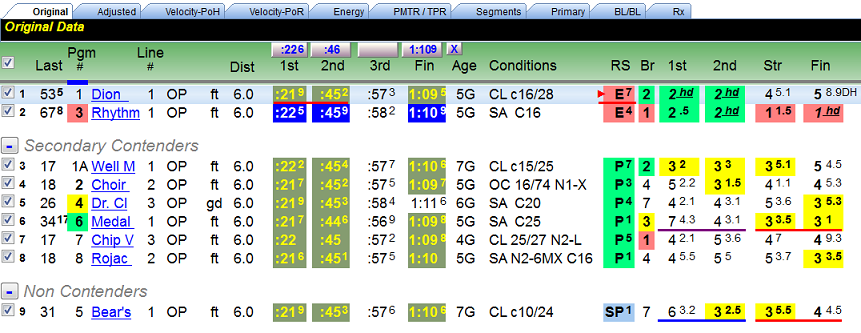 Original Adjusted Velocity-PoH Velocity-PoR Energy PMTR / TPR Segments Primary BL/BL Rx
Original Data
:22⁶ :46 1:10⁹ X
Last Pgm # Line # Dist 1st 2nd 3rd Fin Age Conditions RS Br 1st 2nd Str Fin
1 53⁵ 1 Dion 1 OP ft 6.0 :21⁹ :45² :57³ 1:09⁵ 5G CL c16/28 E⁷ 2 2 hd 2 hd 4 5.1 5 8.9DH
2 67⁸ 3 Rhythm 1 OP ft 6.0 :22⁵ :45⁹ :58² 1:10⁹ 5G SA C16 E⁴ 1 2 .5 2 hd 1 1.5 1 hd
- Secondary Contenders
3 17 1A Well M 1 OP ft 6.0 :22² :45⁴ :57⁷ 1:10⁶ 7G CL c15/25 P⁷ 2 3 2 3 3 3 5.1 4 4.5
4 18 2 Choir 2 OP ft 6.0 :21⁷ :45² :57⁵ 1:09⁷ 5G OC 16/74 N1-X P³ 4 5 2.2 3 1.5 4 1.1 4 5.3
5 26 4 Dr. Cl 3 OP gd 6.0 :21⁹ :45³ :58⁴ 1:11⁶ 6G SA C20 P⁴ 7 4 2.1 4 3.1 5 3.6 3 5.3
6 34¹⁷ 6 Medal 1 OP ft 6.0 :21⁷ :44⁶ :56⁹ 1:09⁸ 5G SA C25 P¹ 3 7 4.3 4 3.1 3 3.5 3 1
7 17 7 Chip V 3 OP ft 6.0 :22 :45 :57² 1:09⁸ 4G CL 25/27 N2-L P⁵ 1 4 2.1 5 3.6 4 7 4 9.3
8 18 8 Rojac 2 OP ft 6.0 :21⁶ :45¹ :57² 1:10 5G SA N2-6MX C16 P¹ 4 4 5.5 5 5 5 3.7 3 3.5
- Non Contenders
9 31 5 Bear's 1 OP ft 6.0 :21⁹ :45³ :57⁶ 1:10⁶ 5G CL c10/24 SP¹ 7 6 3.2 3 2.5 3 5.5 4 4.5